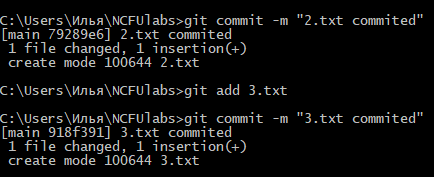 C:\Users\Илья\NCFUlabs>git commit -m "2.txt commited"
[main 79289e6] 2.txt commited
 1 file changed, 1 insertion(+)
 create mode 100644 2.txt

C:\Users\Илья\NCFUlabs>git add 3.txt

C:\Users\Илья\NCFUlabs>git commit -m "3.txt commited"
[main 918f391] 3.txt commited
 1 file changed, 1 insertion(+)
 create mode 100644 3.txt